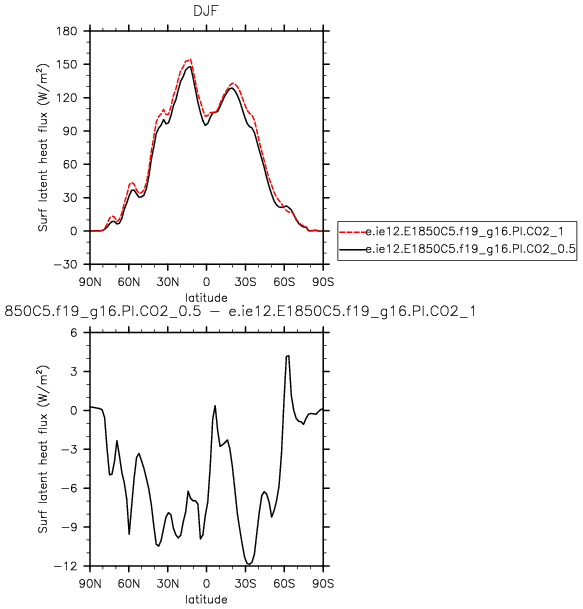 DJF
180
150
120
90
60
30
0
−30
Surf latent heat flux (W/m²)
90N 60N 30N 0 30S 60S 90S
latitude
e.ie12.E1850C5.f19_g16.PI.CO2_1
e.ie12.E1850C5.f19_g16.PI.CO2_0.5
850C5.f19_g16.PI.CO2_0.5 − e.ie12.E1850C5.f19_g16.PI.CO2_1
6
3
0
−3
−6
−9
−12
Surf latent heat flux (W/m²)
90N 60N 30N 0 30S 60S 90S
latitude